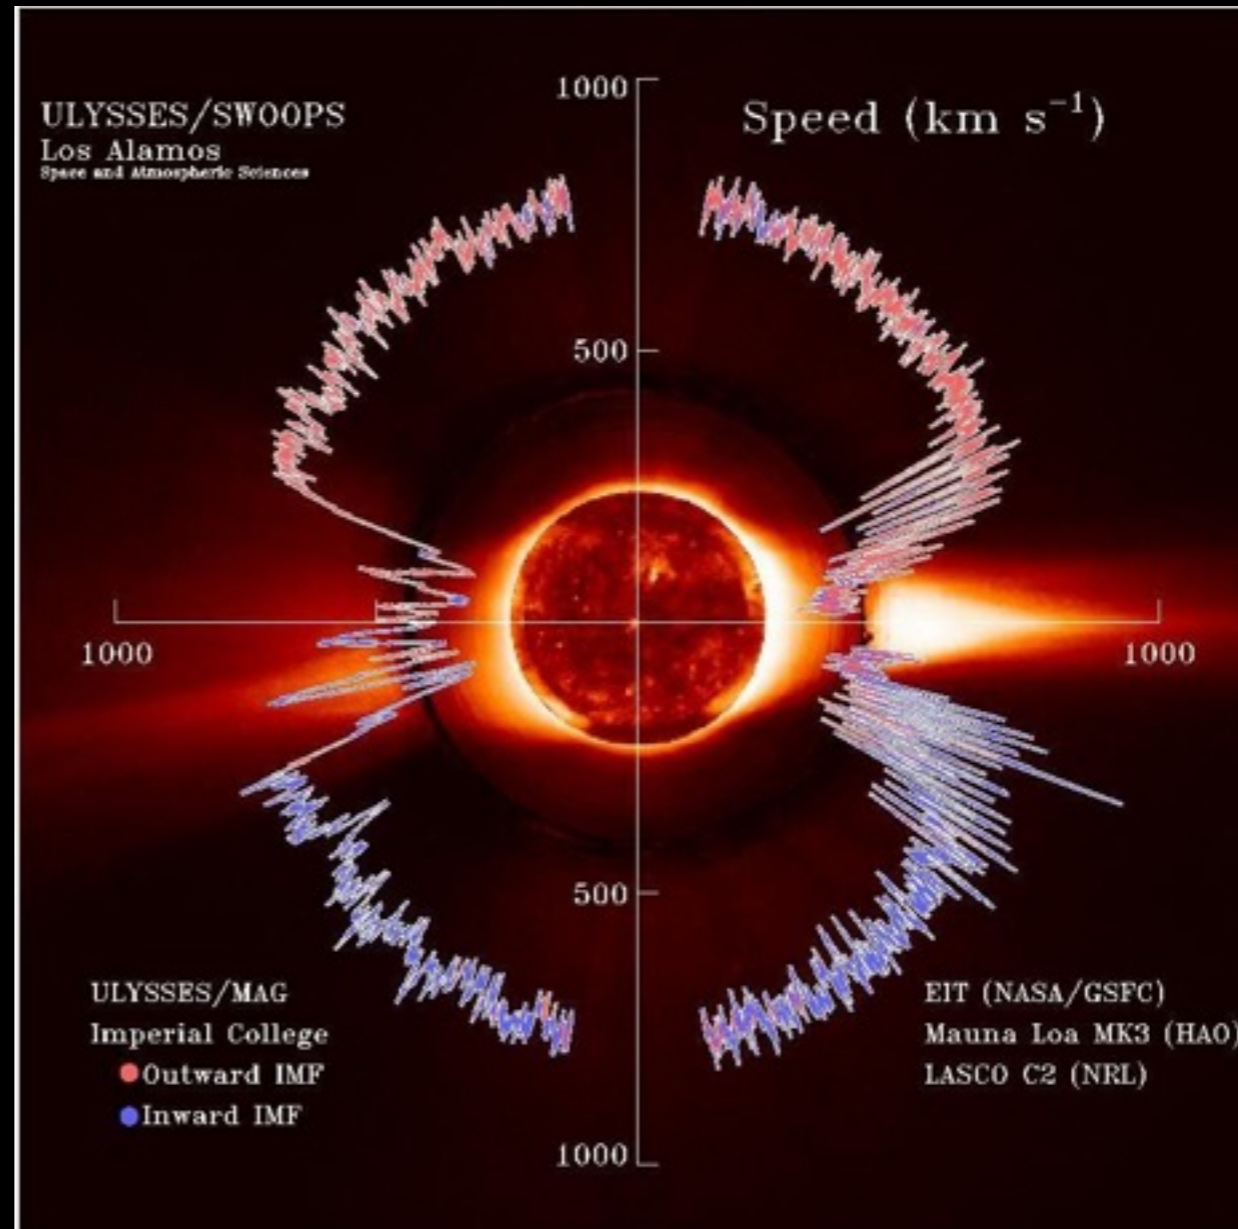 ULYSSES/SWOOPS
Los Alamos
Space and Atmospheric Sciences
Speed (km s⁻¹)
1000
500
1000
1000
500
1000
ULYSSES/MAG
Imperial College
Outward IMF
Inward IMF
EIT (NASA/GSFC)
Mauna Loa MK3 (HAO)
LASCO C2 (NRL)